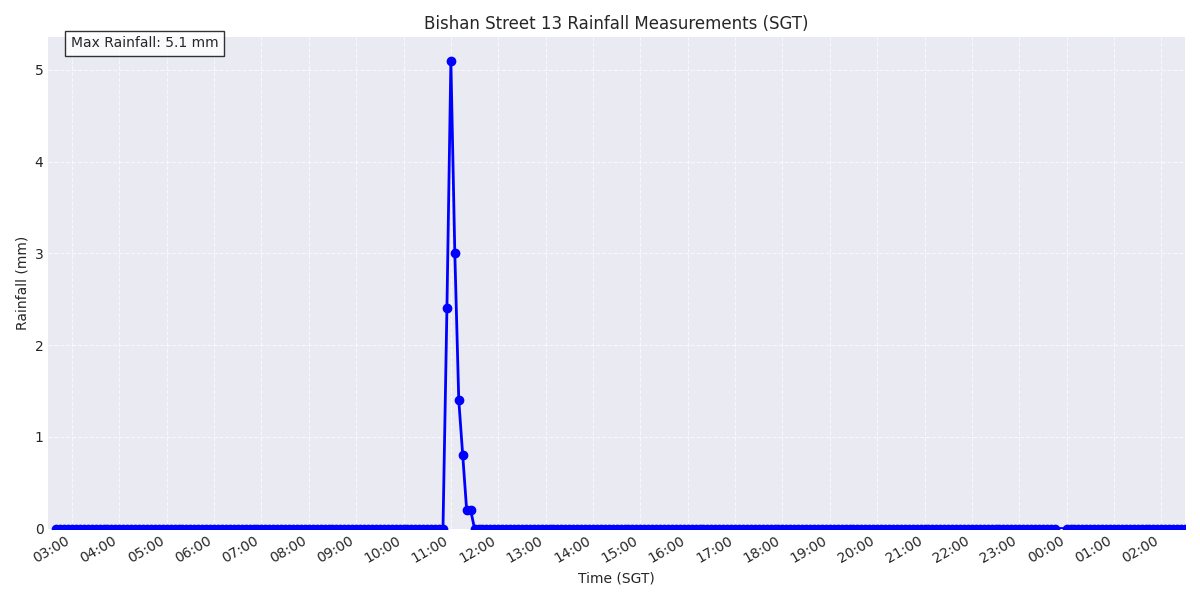 Bishan Street 13 Rainfall Measurements (SGT)
Max Rainfall: 5.1 mm
Rainfall (mm)
5
4
3
2
1
0
03:00 04:00 05:00 06:00 07:00 08:00 09:00 10:00 11:00 12:00 13:00 14:00 15:00 16:00 17:00 18:00 19:00 20:00 21:00 22:00 23:00 00:00 01:00 02:00
Time (SGT)